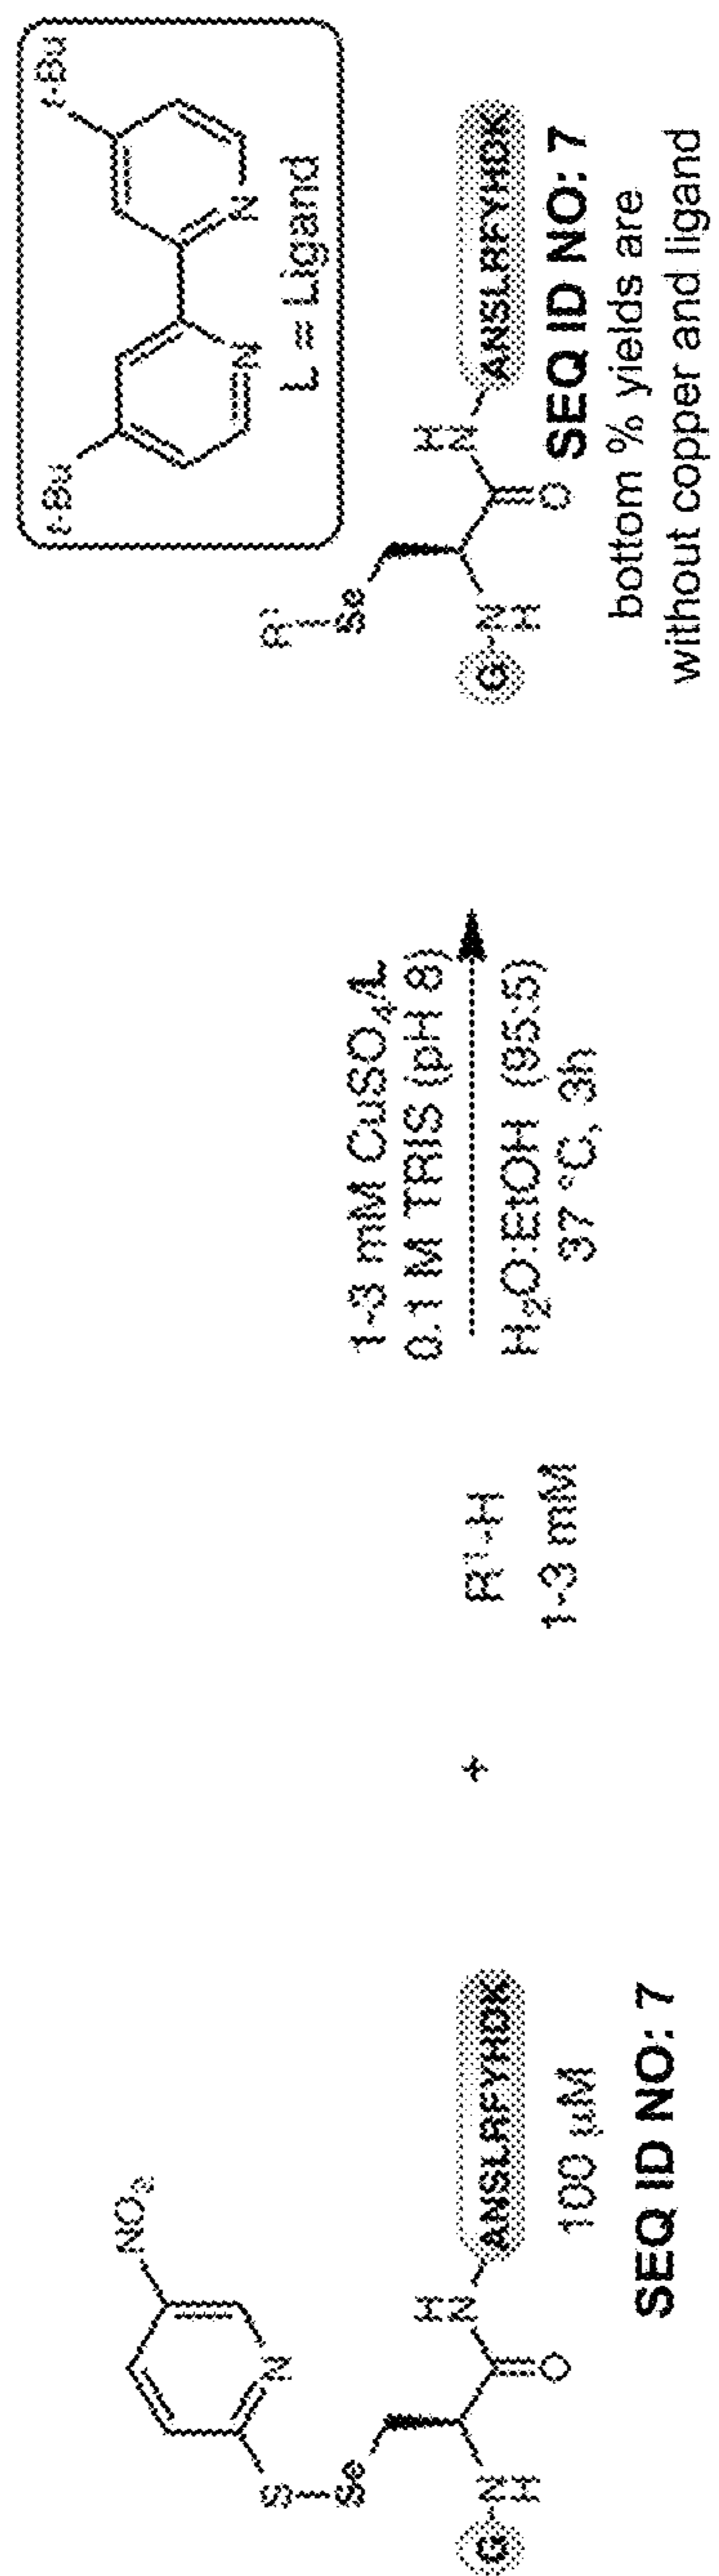 NO₂
N
S
Se
G
N
H
H
N
O
ANSLRFYHDK
100 µM
SEQ ID NO: 7
+
R¹-H
1-3 mM
1-3 mM CuSO₄/L
0.1 M TRIS (pH 8)
H₂O:EtOH (95:5)
37 °C, 3h
t-Bu
t-Bu
N
N
L = Ligand
R¹
Se
G
N
H
H
N
O
ANSLRFYHDK
SEQ ID NO: 7
bottom % yields are
without copper and ligand